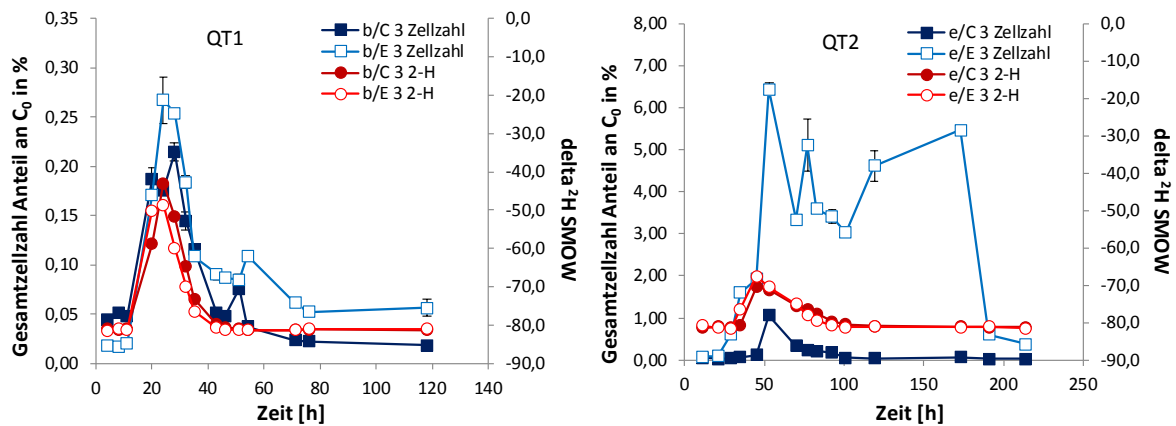 QT1
b/C 3 Zellzahl
b/E 3 Zellzahl
b/C 3 2-H
b/E 3 2-H
Gesamtzellzahl Anteil an C₀ in %
0,35
0,30
0,25
0,20
0,15
0,10
0,05
0,00
0,0
-10,0
-20,0
-30,0
-40,0
-50,0
-60,0
-70,0
-80,0
-90,0
delta ²H SMOW
0 20 40 60 80 100 120 140
Zeit [h]
QT2
e/C 3 Zellzahl
e/E 3 Zellzahl
e/C 3 2-H
e/E 3 2-H
Gesamtzellzahl Anteil an C₀ in %
8,00
7,00
6,00
5,00
4,00
3,00
2,00
1,00
0,00
0,0
-10,0
-20,0
-30,0
-40,0
-50,0
-60,0
-70,0
-80,0
-90,0
delta ²H SMOW
0 50 100 150 200 250
Zeit [h]